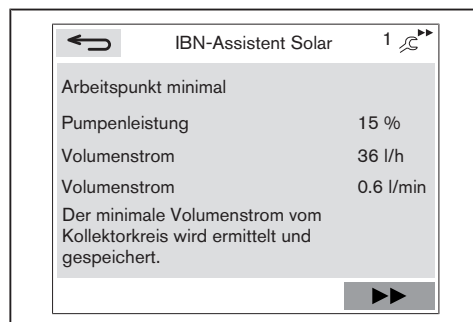 IBN-Assistent Solar 1
Arbeitspunkt minimal
Pumpenleistung 15 %
Volumenstrom 36 l/h
Volumenstrom 0.6 l/min
Der minimale Volumenstrom vom
Kollektorkreis wird ermittelt und
gespeichert.